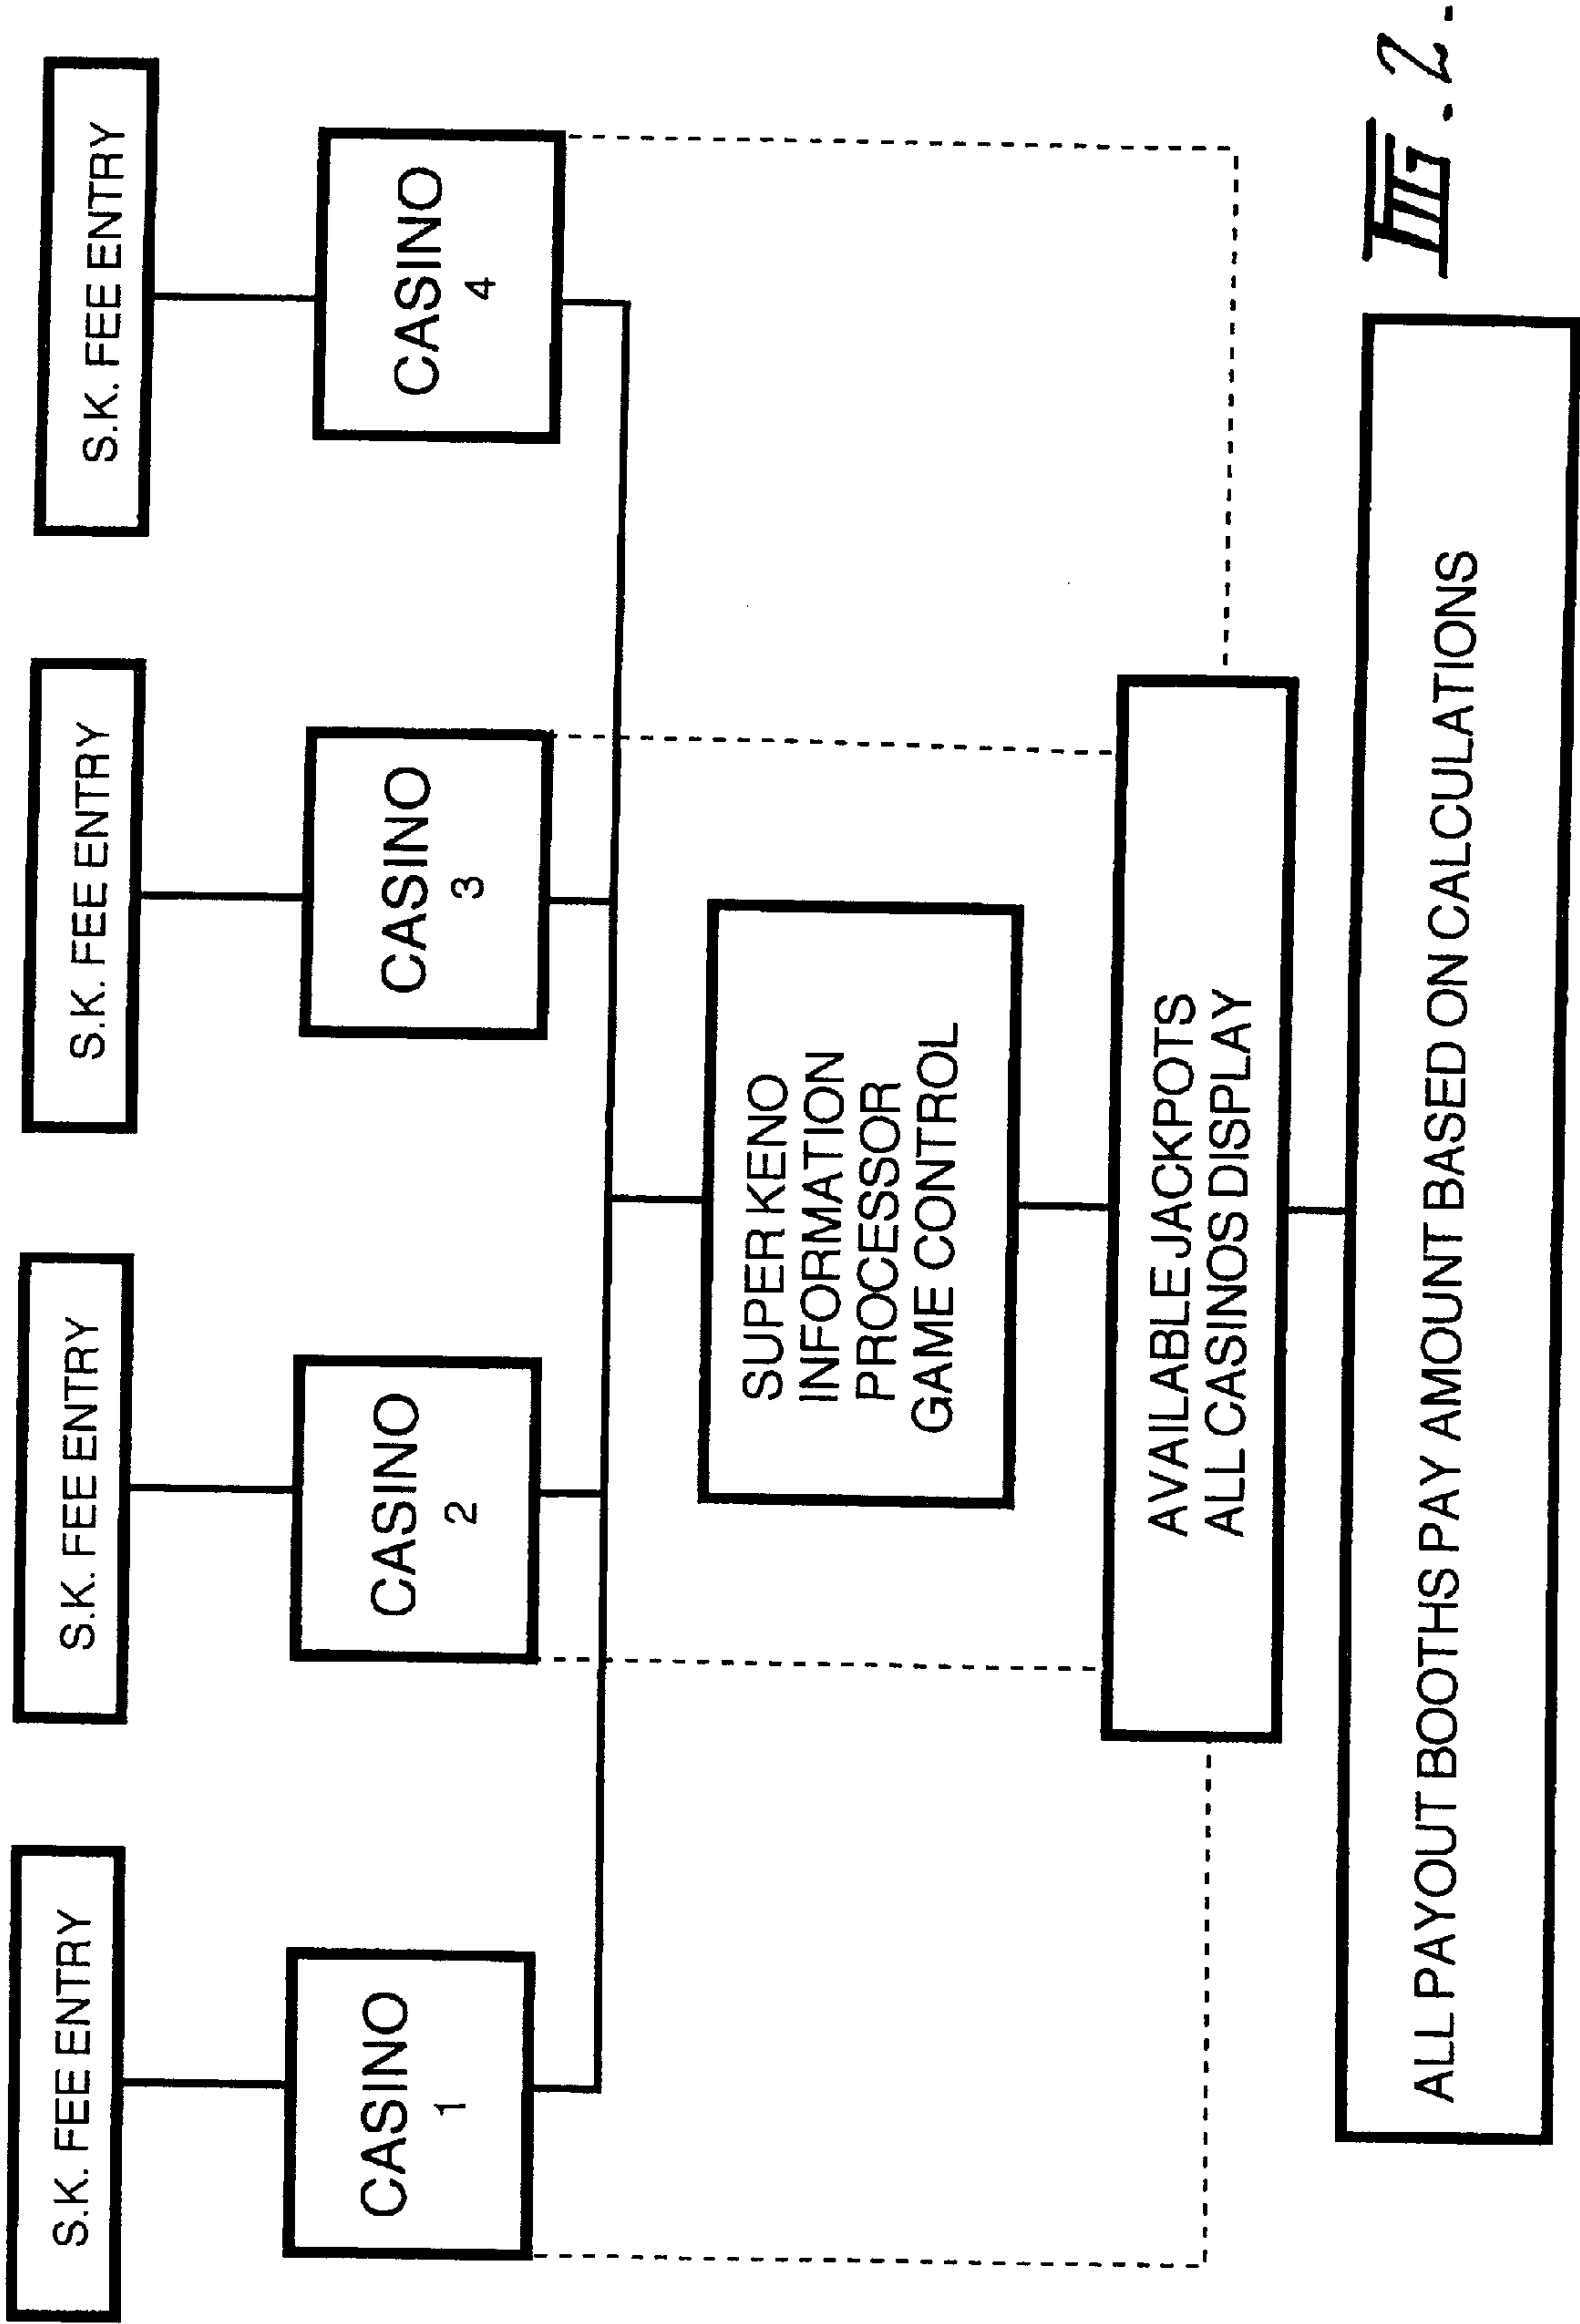 S.K. FEE ENTRY
S.K. FEE ENTRY
S.K. FEE ENTRY
S.K. FEE ENTRY
CASINO
1
CASINO
2
CASINO
3
CASINO
4
SUPER KENO
INFORMATION
PROCESSOR
GAME CONTROL
AVAILABLE JACKPOTS
ALL CASINOS DISPLAY
ALL PAYOUT BOOTHS PAY AMOUNT BASED ON CALCULATIONS
FIG. 2.